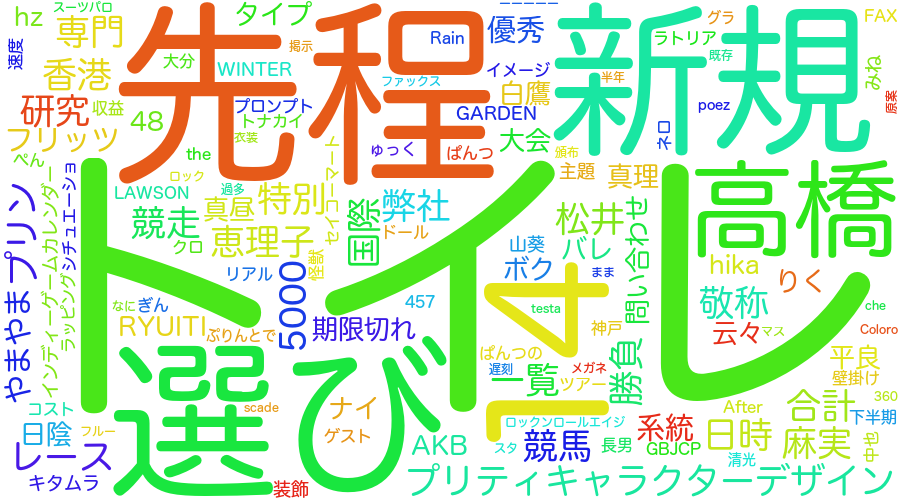 スーツパロ
hz
タイプ
専門
香港
速度
研究
収益
フリッツ
ぺん
大分
WINTER
48
プロンプト
トナカイ
衣装
the
掲示
ロック
過多
先程
優秀
Rain
ファックス
イメージ
白鷹
GARDEN
大会
ゅっく
ぱんつ
頒布
主題
新規
グラ
ラトリア
既存
半年
FAX
みね
原案
poez
ネロ
真理
トイレ
やまやまプリン
インディーゲームカレンダー
ラッピング
シチュエーショ
LAWSON
競走
真昼
特別
クロ
恵理子
リアル
怪獣
セイコーマート
国際
弊社
ドール
457
なに
ぎん
RYUITI
ぷりんとで
5000
期限切れ
testa
山葵
ボク
松井
バレ
まま
問い合わせ
神戸
高橋
hika
りく
敬称
云々
マス
che
Coloro
14
ぱんつの
遅刻
メガネ
一覧
ツアー
勝負
平良
壁掛け
360
コスト
日陰
フルー
レース
キタムラ
選び
scade
装飾
ナイ
ゲスト
AKB
ロックンロールエイジ
スタ
競馬
長男
系統
GBJCP
After
日時
清光
合計
麻実
下半期
中也
プリティキャラクターデザイン